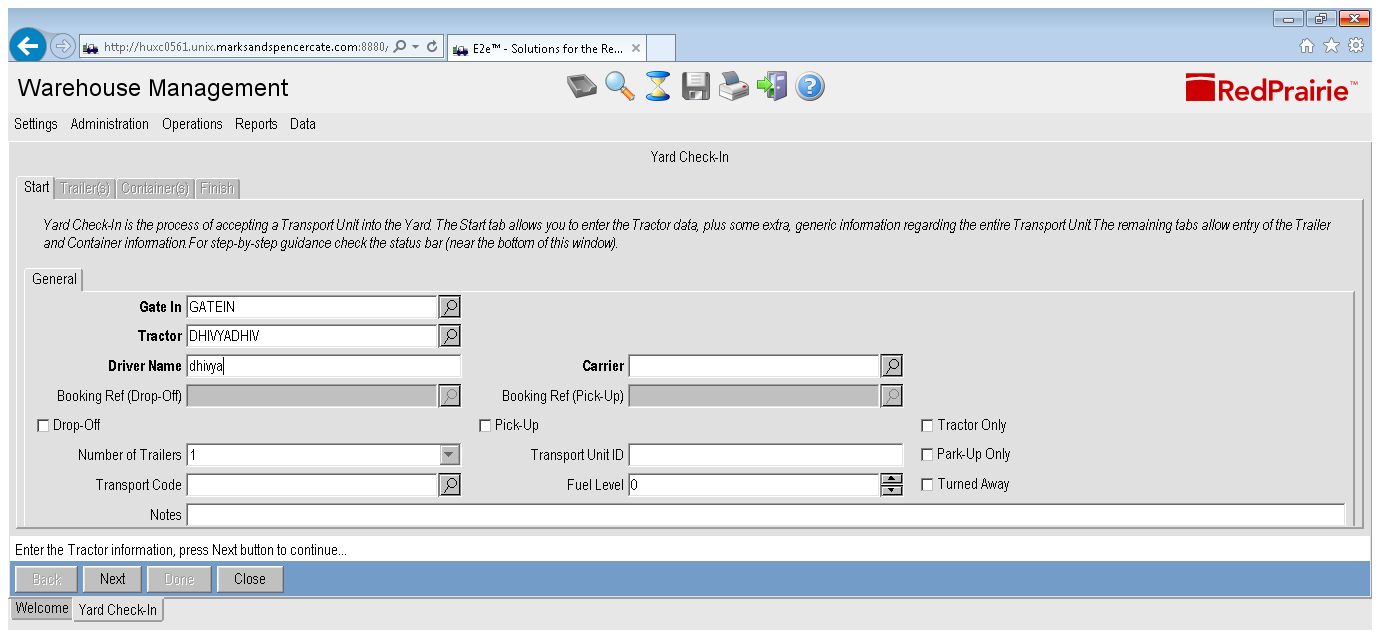 http://huxc0561.unix.marksandspencercate.com:8880/
E2e™ - Solutions for the Re...
Warehouse Management
RedPrairie™
Settings Administration Operations Reports Data
Yard Check-In
Start Trailer(s) Container(s) Finish
Yard Check-In is the process of accepting a Transport Unit into the Yard. The Start tab allows you to enter the Tractor data, plus some extra, generic information regarding the entire Transport Unit.The remaining tabs allow entry of the Trailer
and Container information.For step-by-step guidance check the status bar (near the bottom of this window).
General
Gate In GATEIN
Tractor DHIVYADHIV
Driver Name dhivya Carrier
Booking Ref (Drop-Off) Booking Ref (Pick-Up)
Drop-Off Pick-Up Tractor Only
Number of Trailers 1 Transport Unit ID Park-Up Only
Transport Code Fuel Level 0 Turned Away
Notes
Enter the Tractor information, press Next button to continue...
Back Next Done Close
Welcome Yard Check-In